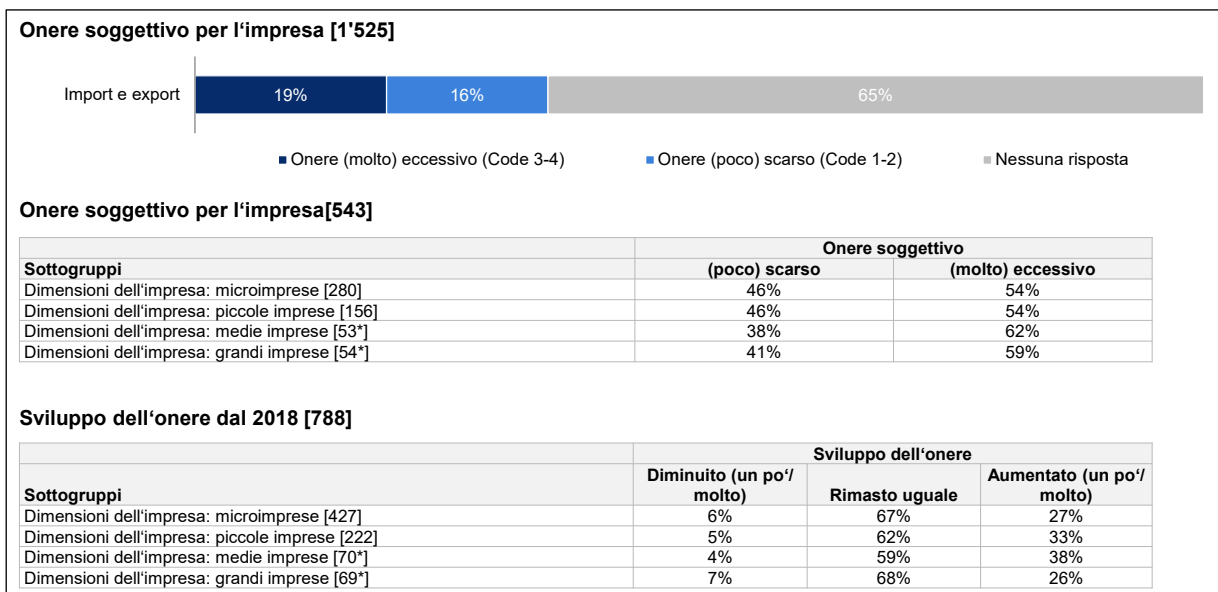 Onere soggettivo per l‘impresa [1'525]
Import e export 19% 16% 65%
Onere (molto) eccessivo (Code 3-4) Onere (poco) scarso (Code 1-2) Nessuna risposta
Onere soggettivo per l‘impresa[543]
Onere soggettivo
Sottogruppi (poco) scarso (molto) eccessivo
Dimensioni dell‘impresa: microimprese [280] 46% 54%
Dimensioni dell‘impresa: piccole imprese [156] 46% 54%
Dimensioni dell‘impresa: medie imprese [53*] 38% 62%
Dimensioni dell‘impresa: grandi imprese [54*] 41% 59%
Sviluppo dell‘onere dal 2018 [788]
Sviluppo dell‘onere
Diminuito (un po‘/ Aumentato (un po‘/
Sottogruppi molto) Rimasto uguale molto)
Dimensioni dell‘impresa: microimprese [427] 6% 67% 27%
Dimensioni dell‘impresa: piccole imprese [222] 5% 62% 33%
Dimensioni dell‘impresa: medie imprese [70*] 4% 59% 38%
Dimensioni dell‘impresa: grandi imprese [69*] 7% 68% 26%